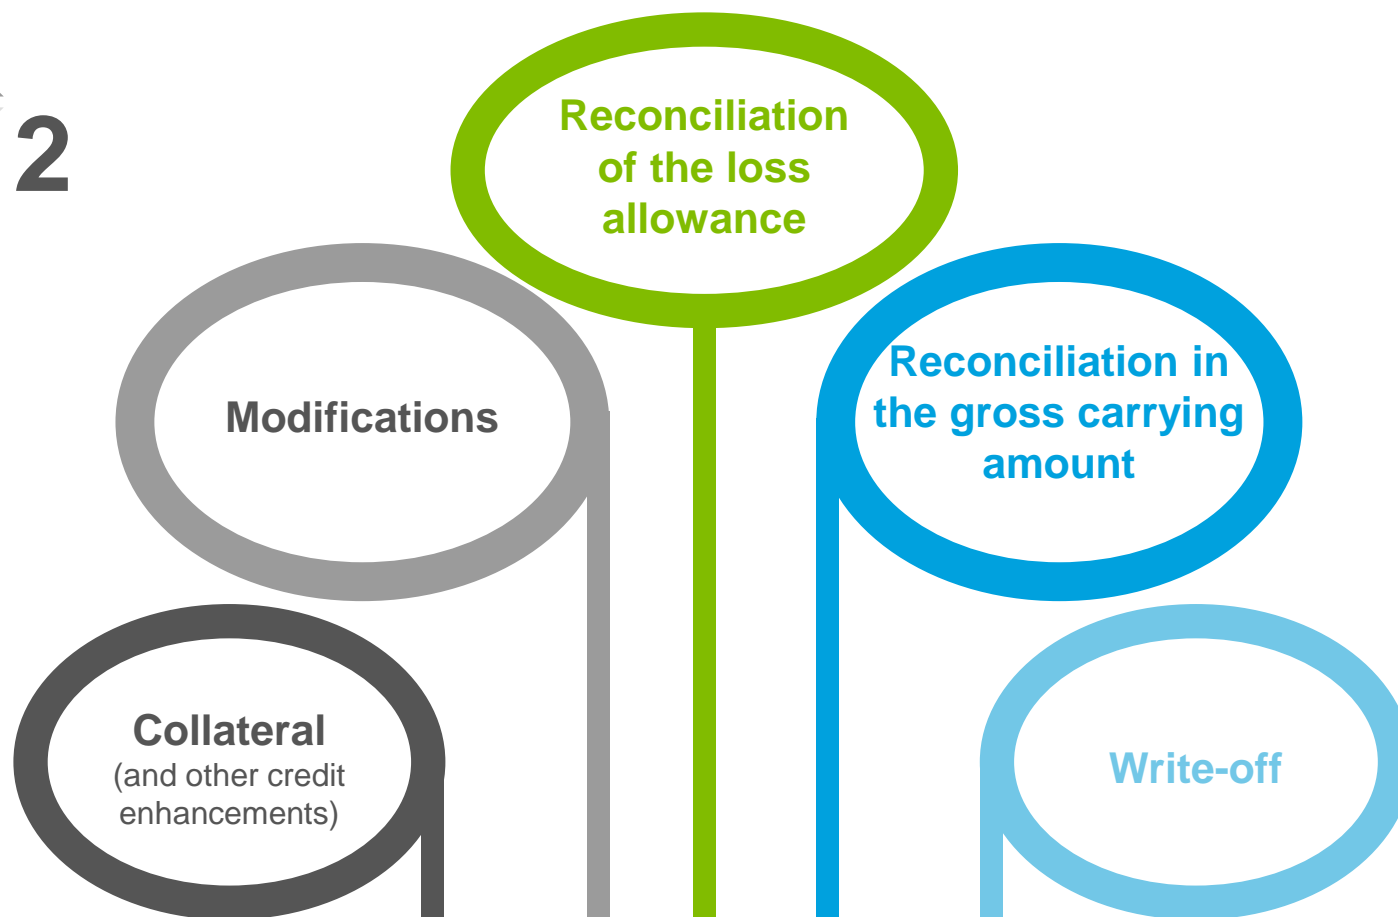 2
Reconciliation
of the loss
allowance
Modifications
Reconciliation in
the gross carrying
amount
Collateral
(and other credit
enhancements)
Write-off